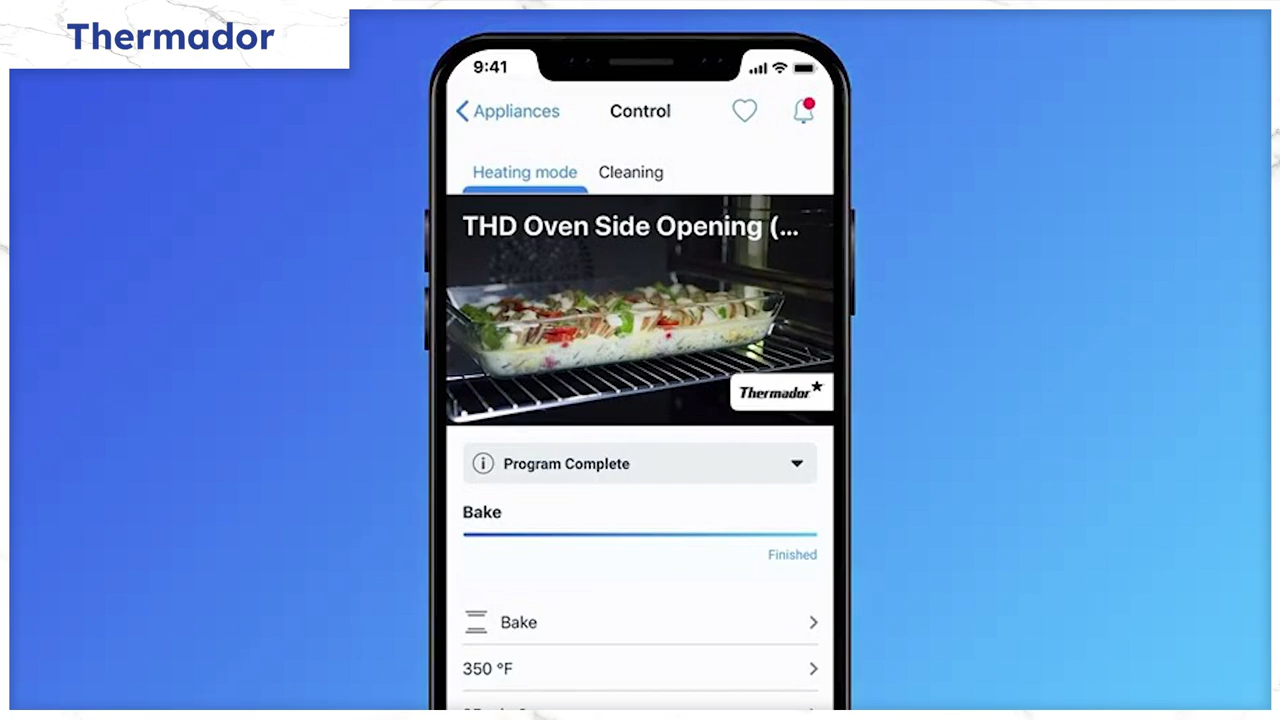 Thermador
9:41
Appliances
Control
Heating mode
Cleaning
THD Oven Side Opening (...
Thermador
Program Complete
Bake
Finished
Bake
350 °F